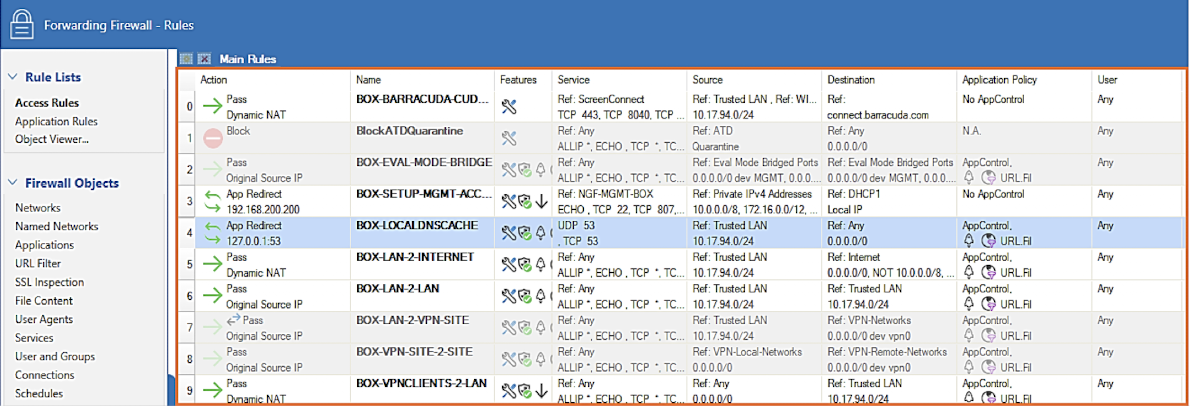 Forwarding Firewall - Rules
Rule Lists
Access Rules
Application Rules
Object Viewer...
Firewall Objects
Networks
Named Networks
Applications
URL Filter
SSL Inspection
File Content
User Agents
Services
User and Groups
Connections
Schedules
Main Rules
Action Name Features Service Source Destination Application Policy User
0 Pass BOX-BARRACUDA-CUD... Ref: ScreenConnect Ref: Trusted LAN , Ref: WI... Ref: No AppControl Any
Dynamic NAT TCP 443, TCP 8040, TCP ... 10.17.94.0/24 connect.barracuda.com
1 Block BlockATDQuarantine Ref: Any Ref: ATD Ref: Any N.A. Any
ALLIP *, ECHO , TCP *, TC... Quarantine 0.0.0.0/0
2 Pass BOX-EVAL-MODE-BRIDGE Ref: Any Ref: Eval Mode Bridged Ports Ref: Eval Mode Bridged Ports AppControl, Any
Original Source IP ALLIP *, ECHO , TCP *, TC... 0.0.0.0/0 dev MGMT, 0.0.0.... 0.0.0.0/0 dev MGMT, 0.0.0.... URL.Fil
3 App Redirect BOX-SETUP-MGMT-ACC... Ref: NGF-MGMT-BOX Ref: Private IPv4 Addresses Ref: DHCP1 No AppControl Any
192.168.200.200 ECHO , TCP 22, TCP 807,... 10.0.0.0/8, 172.16.0.0/12, ... Local IP
4 App Redirect BOX-LOCALDNSCACHE UDP 53 Ref: Trusted LAN Ref: Any AppControl, Any
127.0.0.1:53 , TCP 53 10.17.94.0/24 0.0.0.0/0 URL.Fil
5 Pass BOX-LAN-2-INTERNET Ref: Any Ref: Trusted LAN Ref: Internet AppControl, Any
Dynamic NAT ALLIP *, ECHO , TCP *, TC... 10.17.94.0/24 0.0.0.0/0, NOT 10.0.0.0/8, ... URL.Fil
6 Pass BOX-LAN-2-LAN Ref: Any Ref: Trusted LAN Ref: Trusted LAN AppControl, Any
Original Source IP ALLIP *, ECHO , TCP *, TC... 10.17.94.0/24 10.17.94.0/24 URL.Fil
7 Pass BOX-LAN-2-VPN-SITE Ref: Any Ref: Trusted LAN Ref: VPN-Networks AppControl, Any
Original Source IP ALLIP *, ECHO , TCP *, TC... 10.17.94.0/24 0.0.0.0/0 dev vpn0 URL.Fil
8 Pass BOX-VPN-SITE-2-SITE Ref: Any Ref: VPN-Local-Networks Ref: VPN-Remote-Networks AppControl, Any
Original Source IP ALLIP *, ECHO , TCP *, TC... 0.0.0.0/0 0.0.0.0/0 dev vpn0 URL.Fil
9 Pass BOX-VPNCLIENTS-2-LAN Ref: Any Ref: Any Ref: Trusted LAN AppControl, Any
Dynamic NAT ALLIP *, ECHO , TCP *, TC... 0.0.0.0/0 10.17.94.0/24 URL.Fil